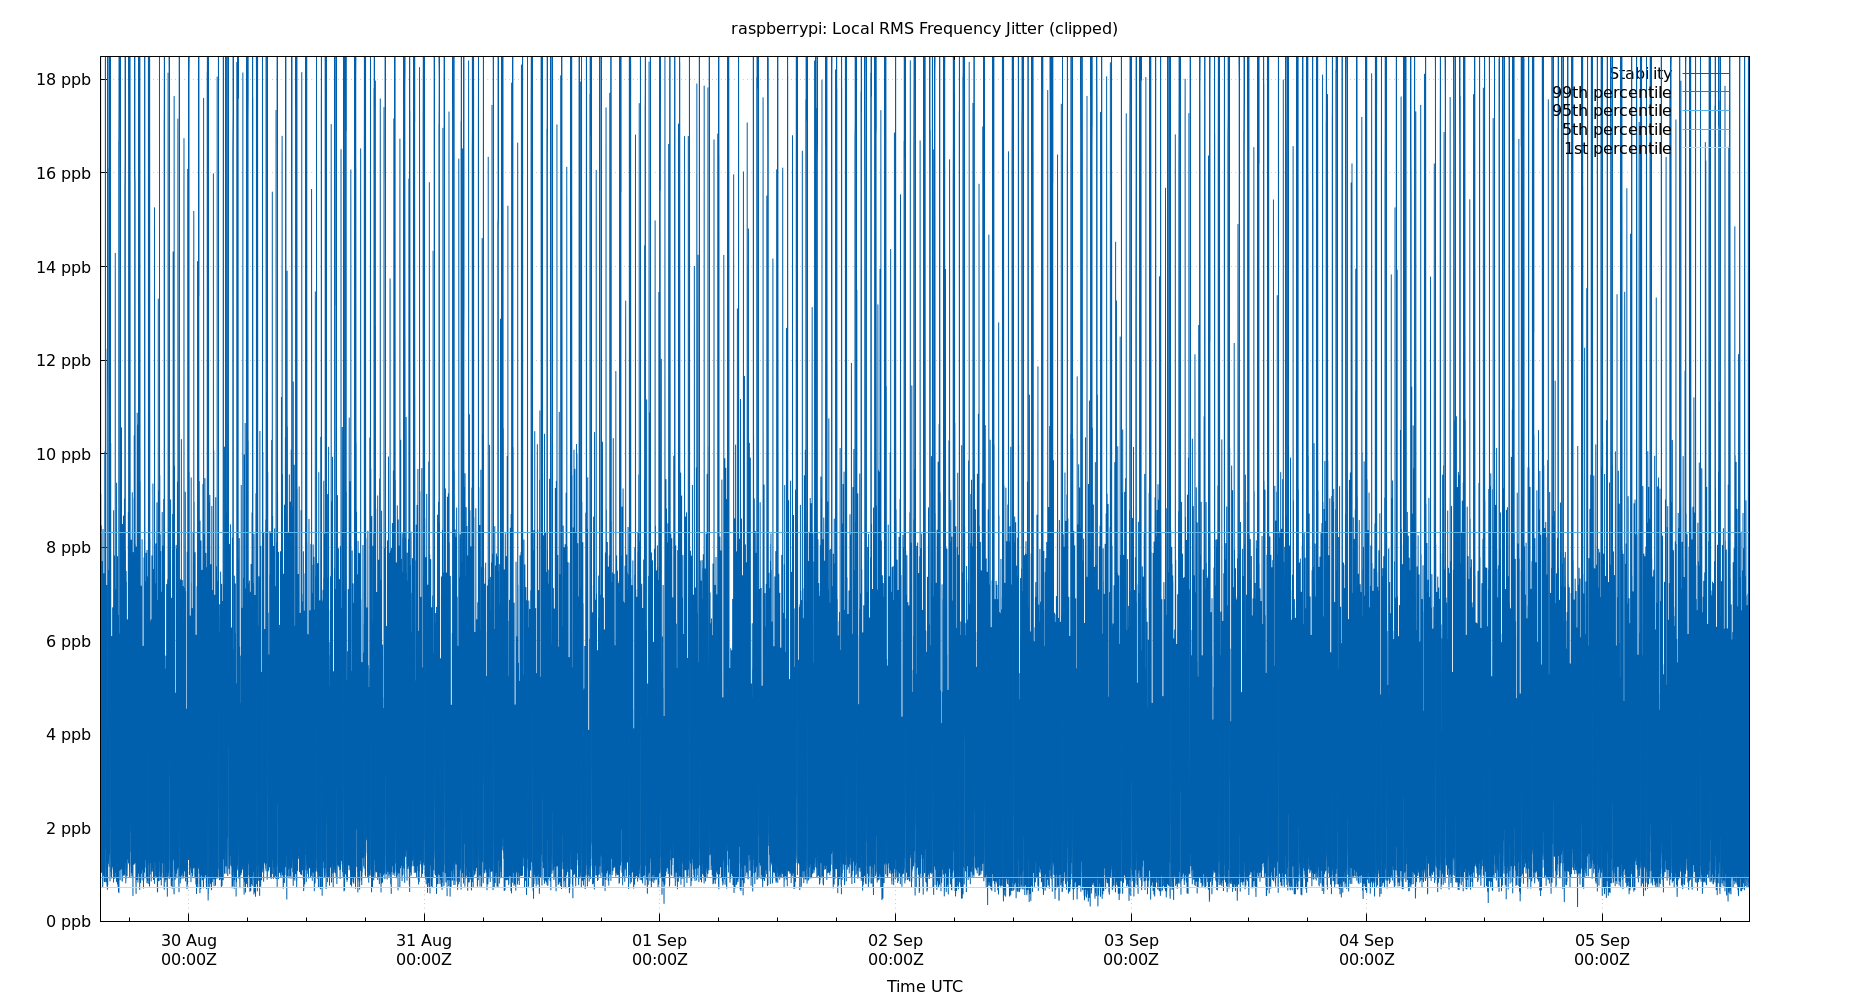 raspberrypi: Local RMS Frequency Jitter (clipped)
18 ppb
16 ppb
14 ppb
12 ppb
10 ppb
8 ppb
6 ppb
4 ppb
2 ppb
0 ppb
Stability
99th percentile
95th percentile
5th percentile
1st percentile
30 Aug 31 Aug 01 Sep 02 Sep 03 Sep 04 Sep 05 Sep
00:00Z 00:00Z 00:00Z 00:00Z 00:00Z 00:00Z 00:00Z
Time UTC